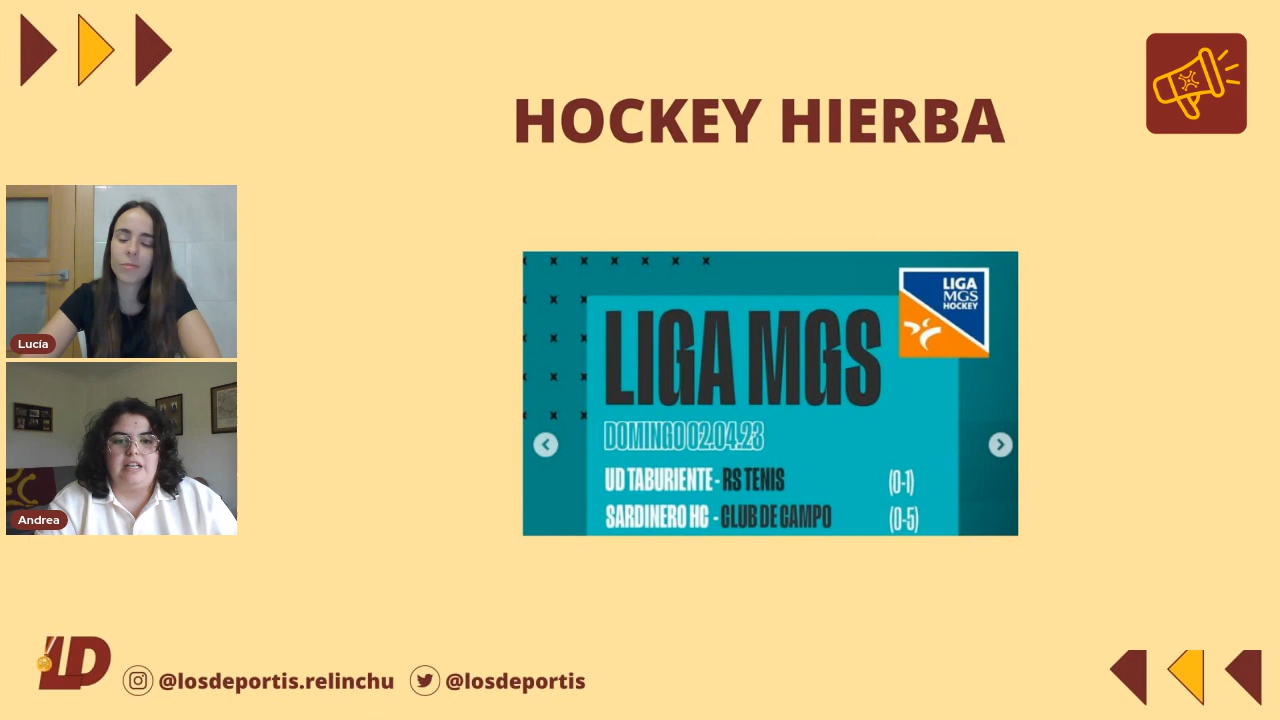 HOCKEY HIERBA
Lucía
Andrea
LIGA
MGS
HOCKEY
LIGA MGS
DOMINGO 02.04.23
UD TABURIENTE - RS TENIS (0-1)
SARDINERO HC - CLUB DE CAMPO (0-5)
LD
@losdeportis.relinchu @losdeportis